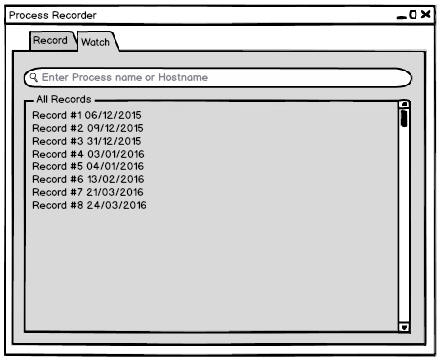 Process Recorder
Record
Watch
Enter Process name or Hostname
All Records
Record #1 06/12/2015
Record #2 09/12/2015
Record #3 31/12/2015
Record #4 03/01/2016
Record #5 04/01/2016
Record #6 13/02/2016
Record #7 21/03/2016
Record #8 24/03/2016